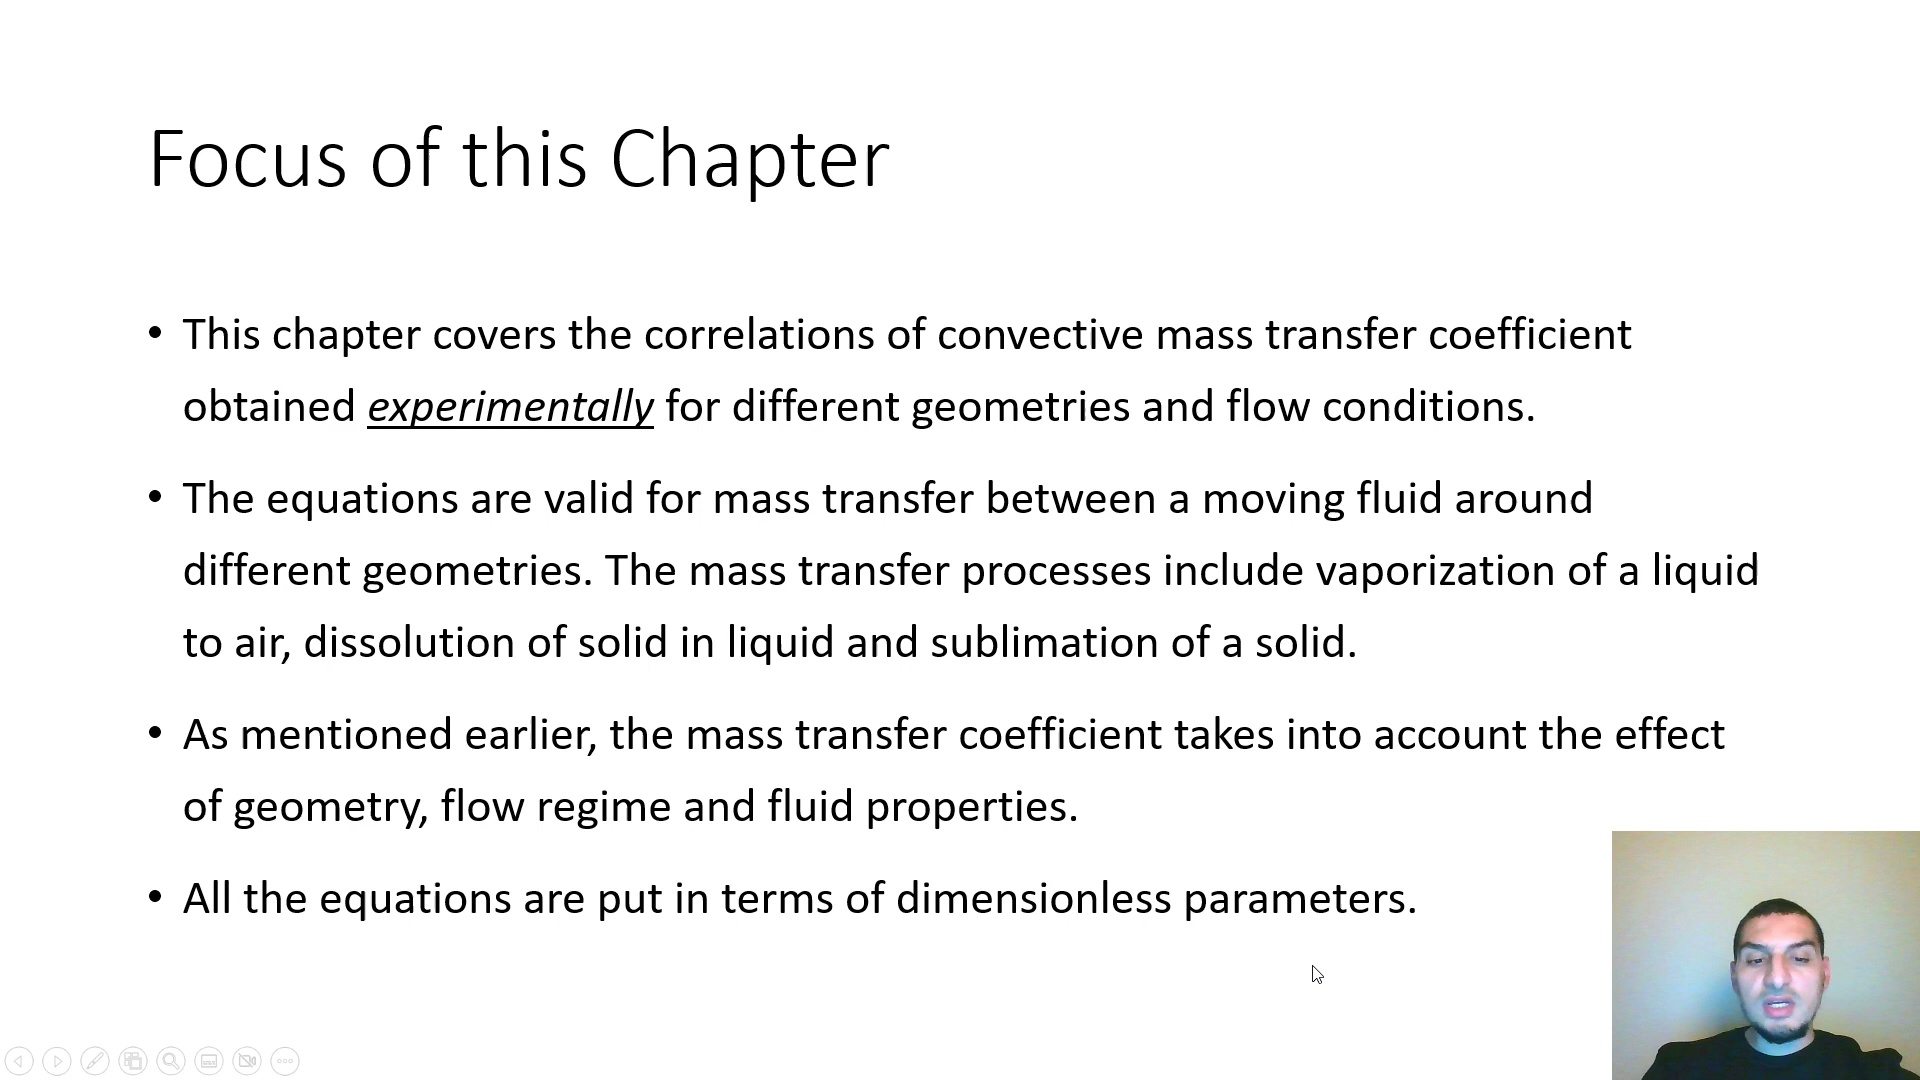 Focus of this Chapter
• This chapter covers the correlations of convective mass transfer coefficient
obtained experimentally for different geometries and flow conditions.
• The equations are valid for mass transfer between a moving fluid around
different geometries. The mass transfer processes include vaporization of a liquid
to air, dissolution of solid in liquid and sublimation of a solid.
• As mentioned earlier, the mass transfer coefficient takes into account the effect
of geometry, flow regime and fluid properties.
• All the equations are put in terms of dimensionless parameters.